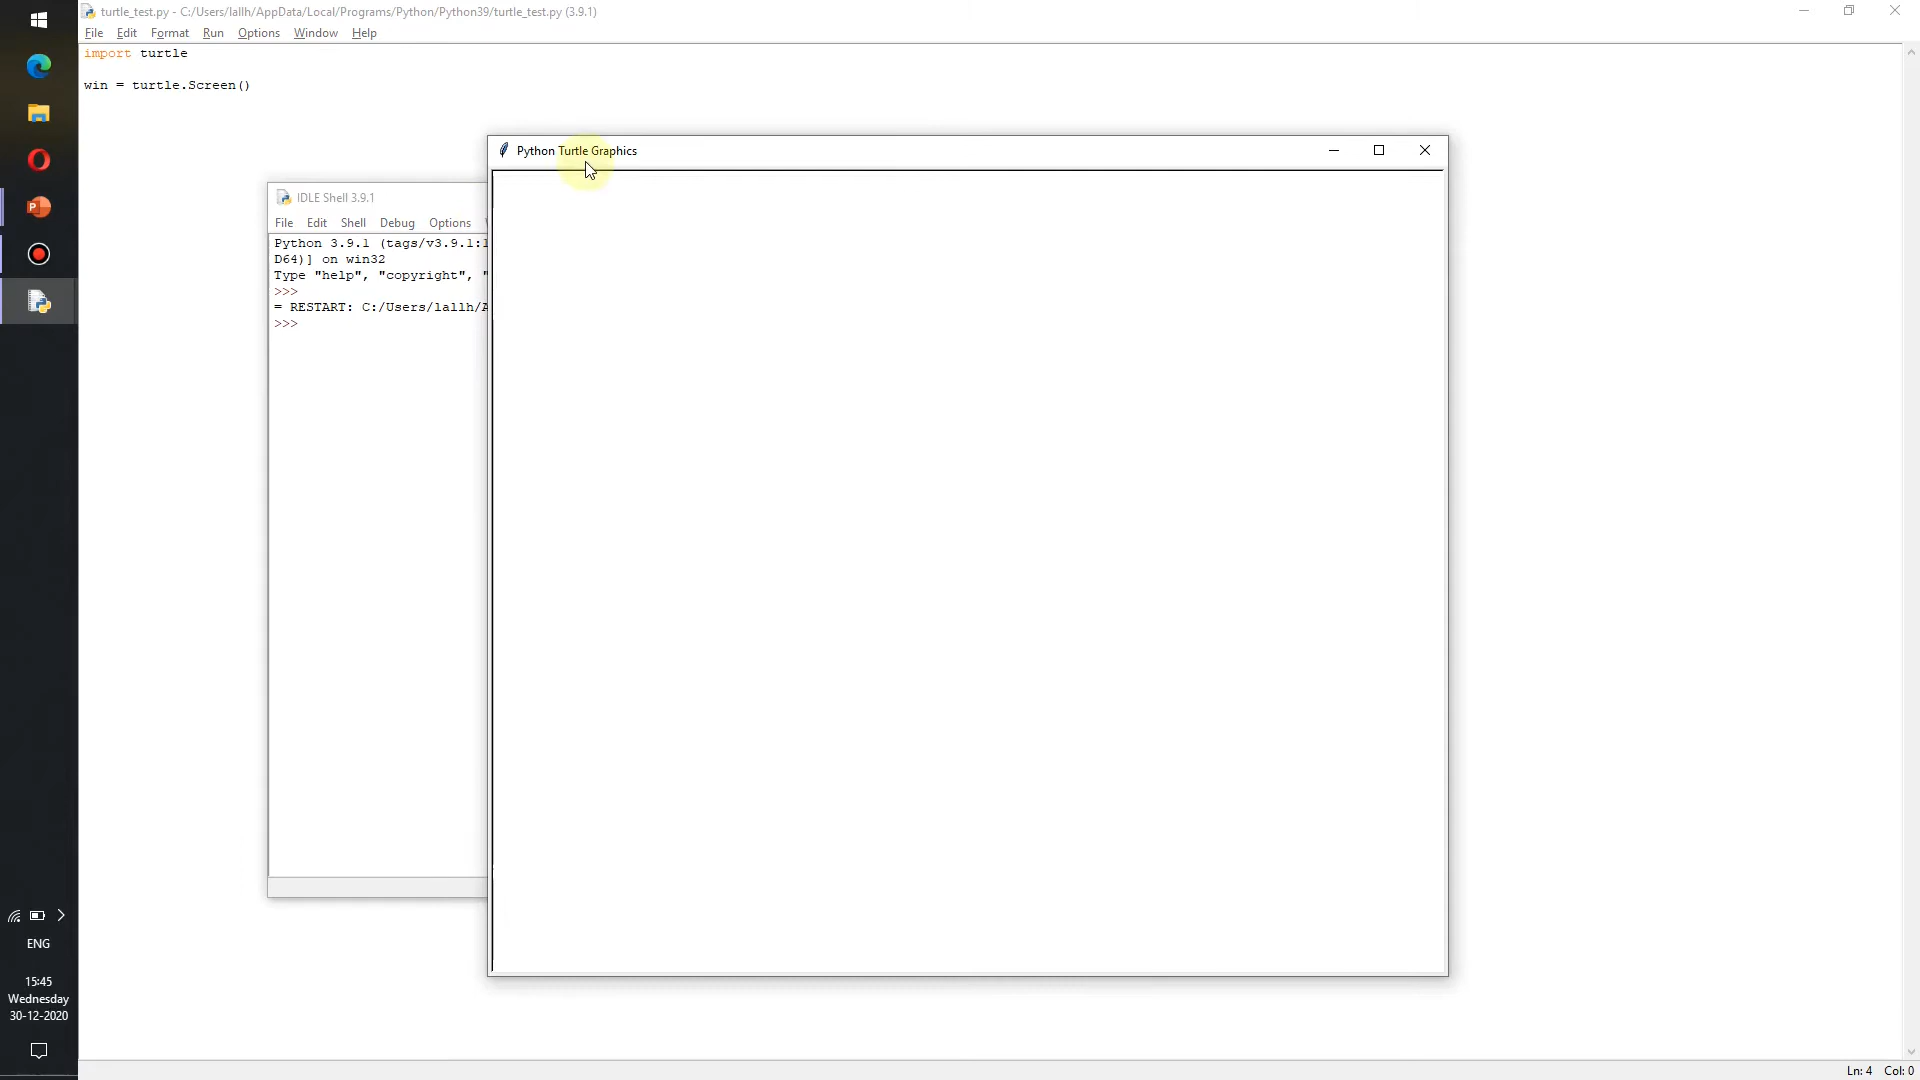 turtle_test.py - C:/Users/lallh/AppData/Local/Programs/Python/Python39/turtle_test.py (3.9.1)
File Edit Format Run Options Window Help
import turtle
win = turtle.Screen()
Python Turtle Graphics
IDLE Shell 3.9.1
File Edit Shell Debug Options
Python 3.9.1 (tags/v3.9.1:1
D64)] on win32
Type "help", "copyright", "
>>>
= RESTART: C:/Users/lallh/A
>>>
ENG
15:45
Wednesday
30-12-2020
Ln: 4 Col: 0